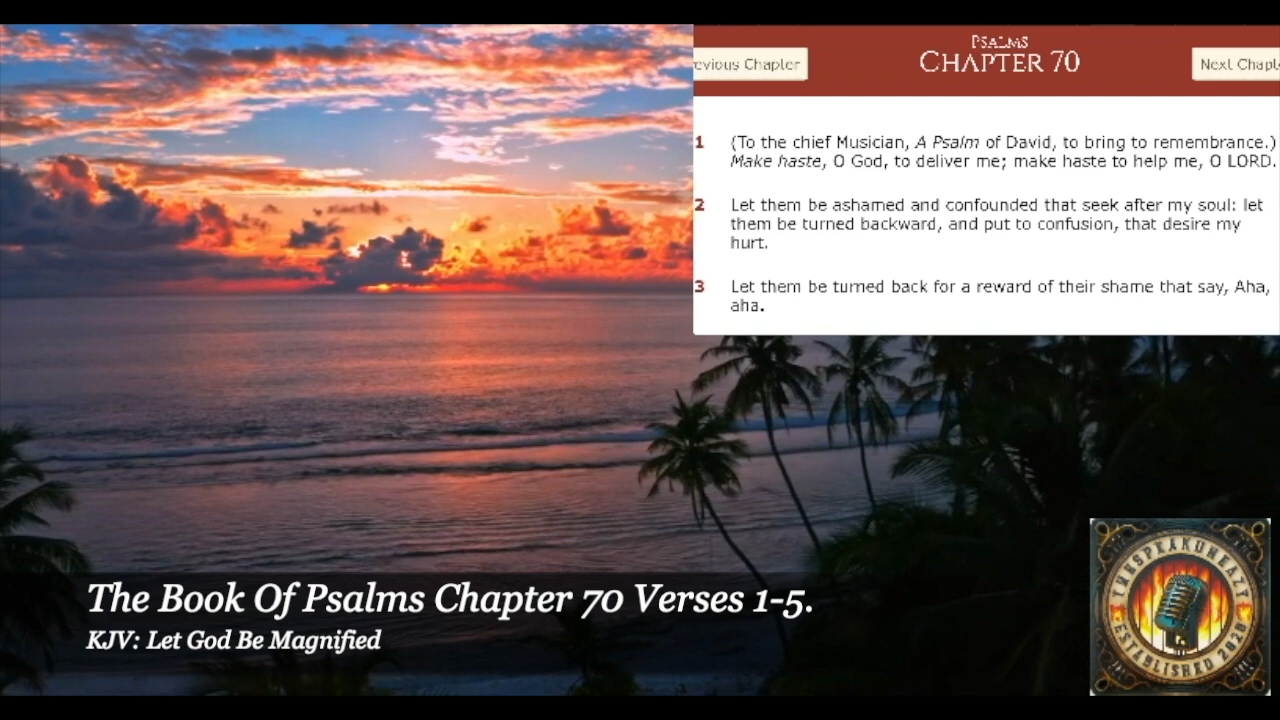 PSALMS
CHAPTER 70
evious Chapter
Next Chapt
1 (To the chief Musician, A Psalm of David, to bring to remembrance.)
Make haste, O God, to deliver me; make haste to help me, O LORD.
2 Let them be ashamed and confounded that seek after my soul: let
them be turned backward, and put to confusion, that desire my
hurt.
3 Let them be turned back for a reward of their shame that say, Aha,
aha.
The Book Of Psalms Chapter 70 Verses 1-5.
KJV: Let God Be Magnified
ESTABLISHED 2020